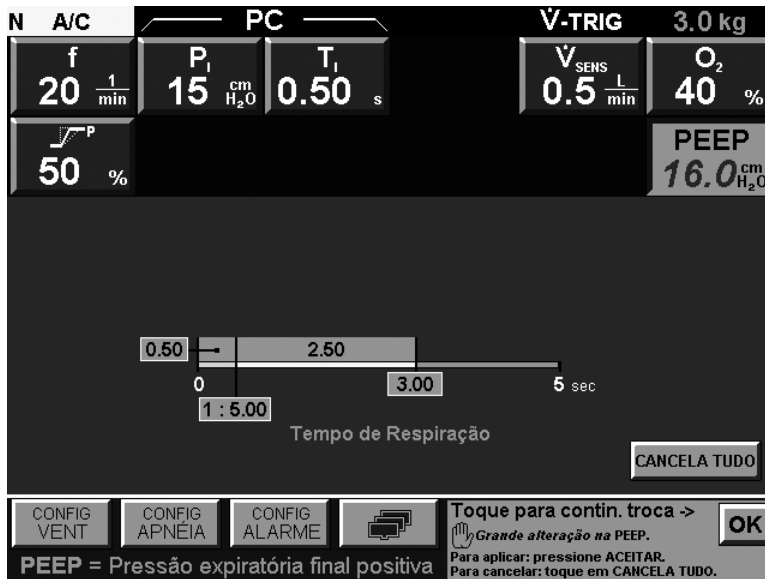 N A/C PC V̇-TRIG 3.0 kg
f P_I T_I V̇_SENS O₂
20 1/min 15 cm H₂O 0.50 s 0.5 L/min 40 %
P PEEP
50 % 16.0 cm H₂O
0.50 2.50
0 3.00 5 sec
1 : 5.00
Tempo de Respiração
CANCELA TUDO
CONFIG VENT
CONFIG APNÉIA
CONFIG ALARME
Toque para contin. troca ->
Grande alteração na PEEP.
Para aplicar: pressione ACEITAR.
Para cancelar: toque em CANCELA TUDO.
OK
PEEP = Pressão expiratória final positiva